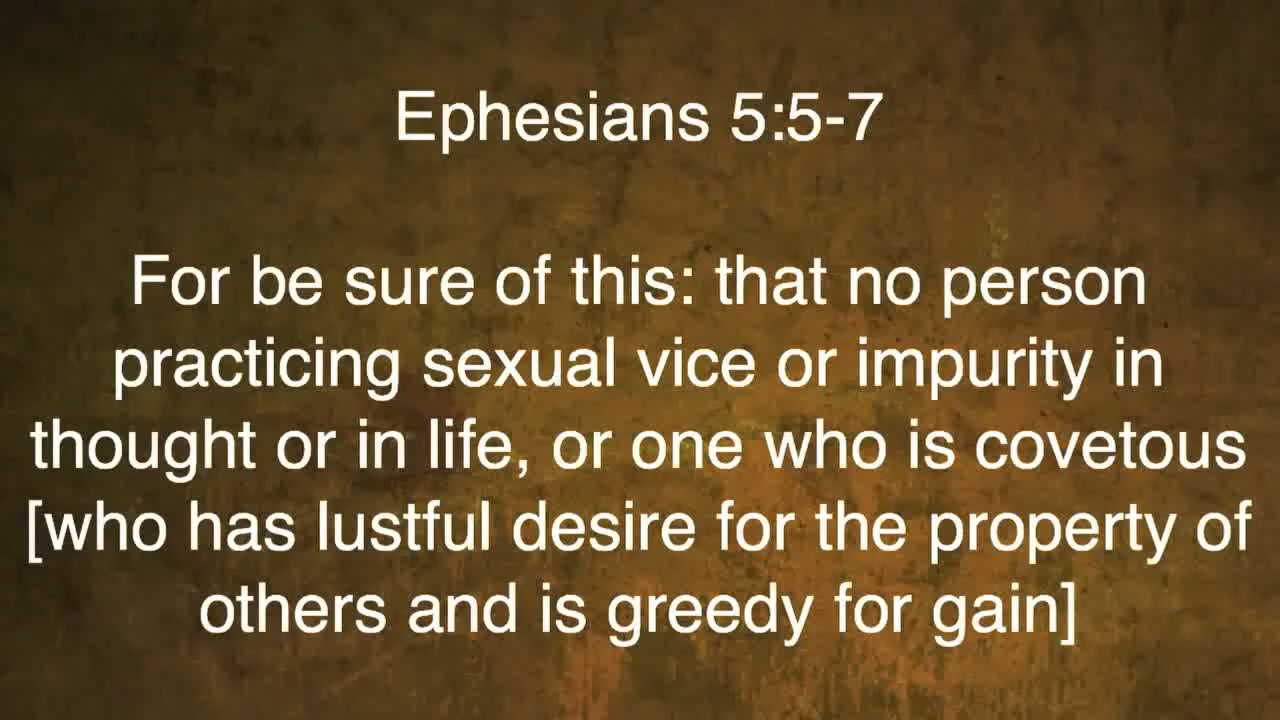 Ephesians 5:5-7
For be sure of this: that no person
practicing sexual vice or impurity in
thought or in life, or one who is covetous
[who has lustful desire for the property of
others and is greedy for gain]